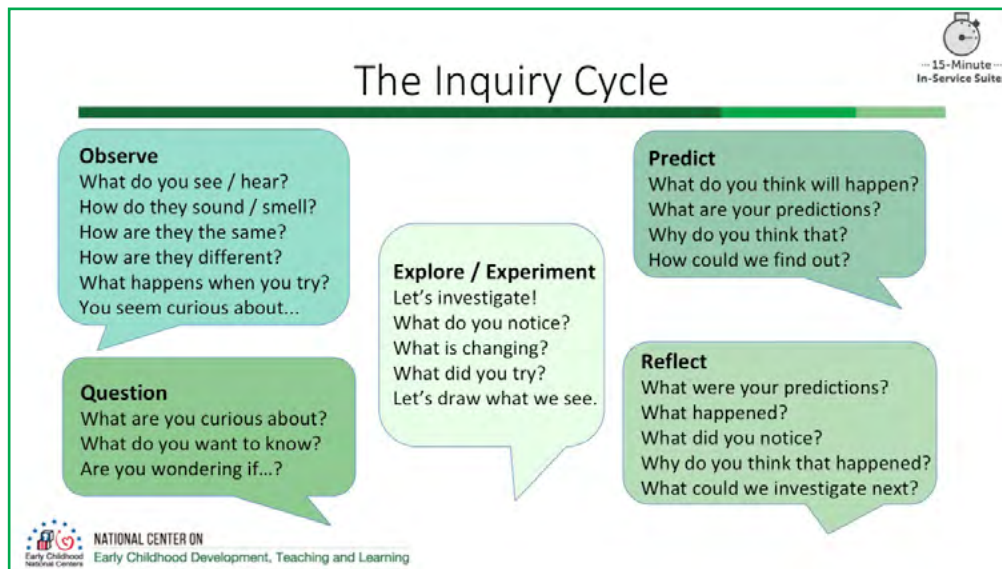 The Inquiry Cycle
15-Minute
In-Service Suite
Observe
What do you see / hear?
How do they sound / smell?
How are they the same?
How are they different?
What happens when you try?
You seem curious about...
Question
What are you curious about?
What do you want to know?
Are you wondering if...?
Explore / Experiment
Let's investigate!
What do you notice?
What is changing?
What did you try?
Let's draw what we see.
Predict
What do you think will happen?
What are your predictions?
Why do you think that?
How could we find out?
Reflect
What were your predictions?
What happened?
What did you notice?
Why do you think that happened?
What could we investigate next?
Early Childhood
National Centers
NATIONAL CENTER ON
Early Childhood Development, Teaching and Learning